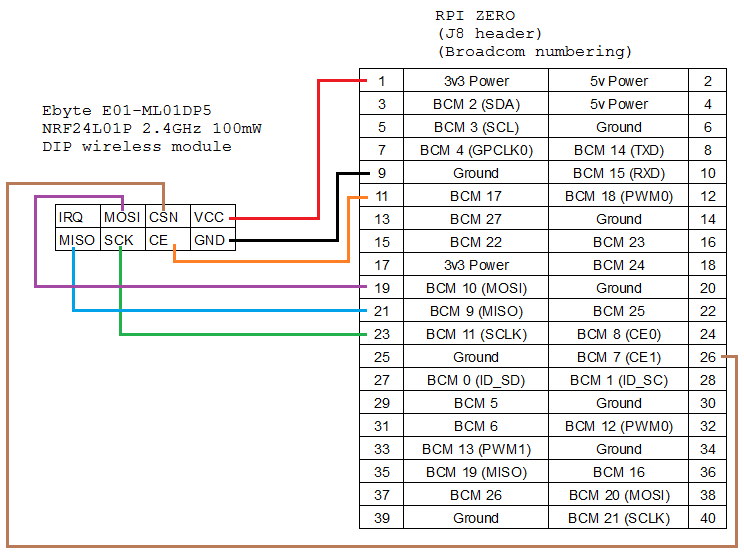 RPI ZERO
(J8 header)
(Broadcom numbering)
Ebyte E01-ML01DP5
NRF24L01P 2.4GHz 100mW
DIP wireless module
IRQ MOSI CSN VCC
MISO SCK CE GND
1 3v3 Power 5v Power 2
3 BCM 2 (SDA) 5v Power 4
5 BCM 3 (SCL) Ground 6
7 BCM 4 (GPCLK0) BCM 14 (TXD) 8
9 Ground BCM 15 (RXD) 10
11 BCM 17 BCM 18 (PWM0) 12
13 BCM 27 Ground 14
15 BCM 22 BCM 23 16
17 3v3 Power BCM 24 18
19 BCM 10 (MOSI) Ground 20
21 BCM 9 (MISO) BCM 25 22
23 BCM 11 (SCLK) BCM 8 (CE0) 24
25 Ground BCM 7 (CE1) 26
27 BCM 0 (ID_SD) BCM 1 (ID_SC) 28
29 BCM 5 Ground 30
31 BCM 6 BCM 12 (PWM0) 32
33 BCM 13 (PWM1) Ground 34
35 BCM 19 (MISO) BCM 16 36
37 BCM 26 BCM 20 (MOSI) 38
39 Ground BCM 21 (SCLK) 40